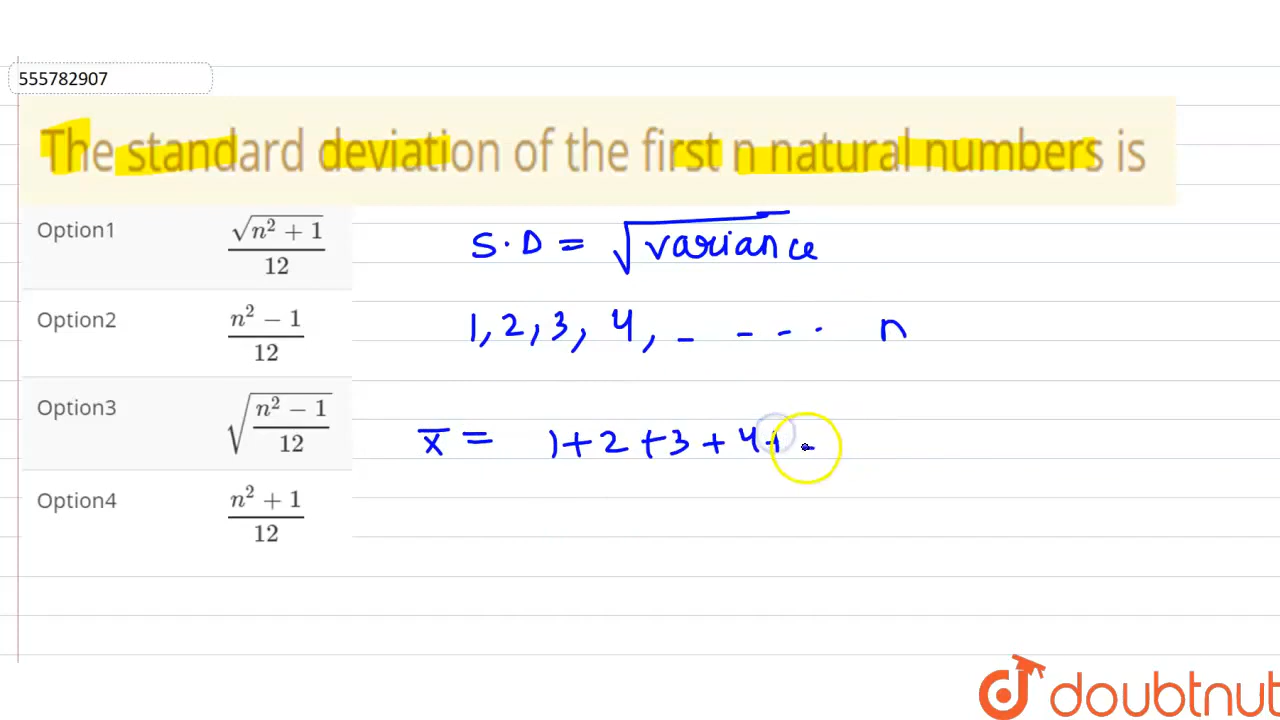 555782907
The standard deviation of the first n natural numbers is
Option1 √(n² + 1)/12
S.D = √variance
Option2 (n² − 1)/12
1, 2, 3, 4, - - - . n
Option3 √((n² − 1)/12)
x̄ = 1+2+3+4+ -
Option4 (n² + 1)/12
doubtnut